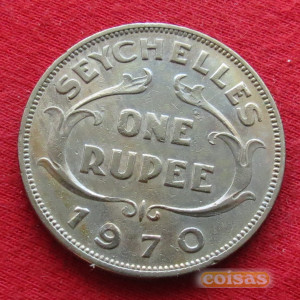 SEYCHELLES
ONE
RUPEE
1970
coisas